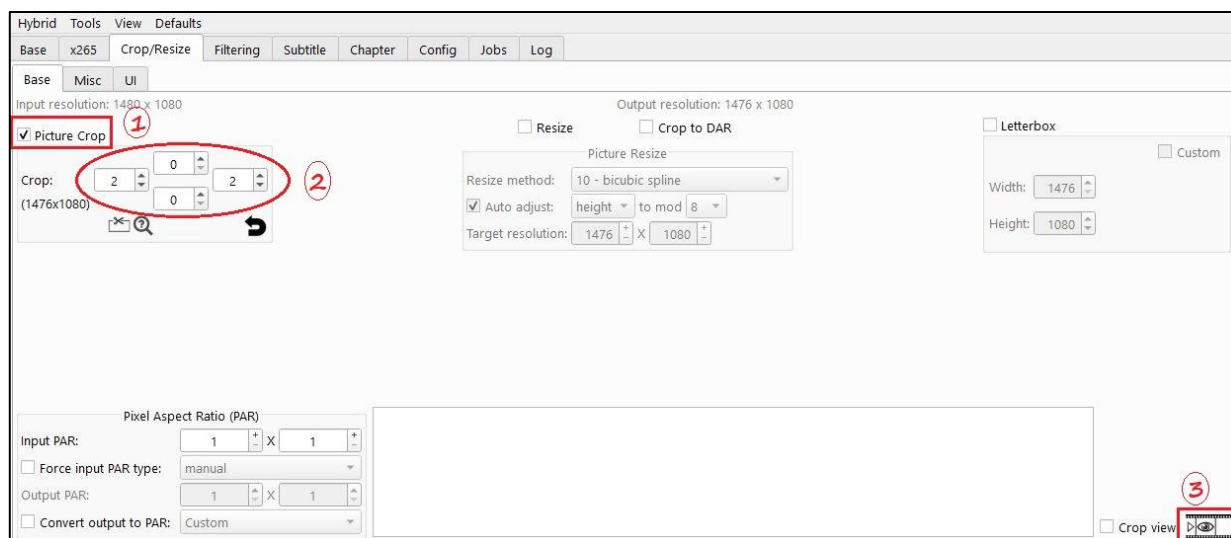 Hybrid Tools View Defaults
Base x265 Crop/Resize Filtering Subtitle Chapter Config Jobs Log
Base Misc UI
Input resolution: 1480 x 1080
Output resolution: 1476 x 1080
1
Picture Crop
Resize
Crop to DAR
Letterbox
0
Crop: 2 2
2
(1476x1080) 0
Picture Resize
Resize method: 10 - bicubic spline
Auto adjust: height to mod 8
Target resolution: 1476 X 1080
Custom
Width: 1476
Height: 1080
Pixel Aspect Ratio (PAR)
Input PAR: 1 X 1
Force input PAR type: manual
Output PAR: 1 X 1
Convert output to PAR: Custom
3
Crop view